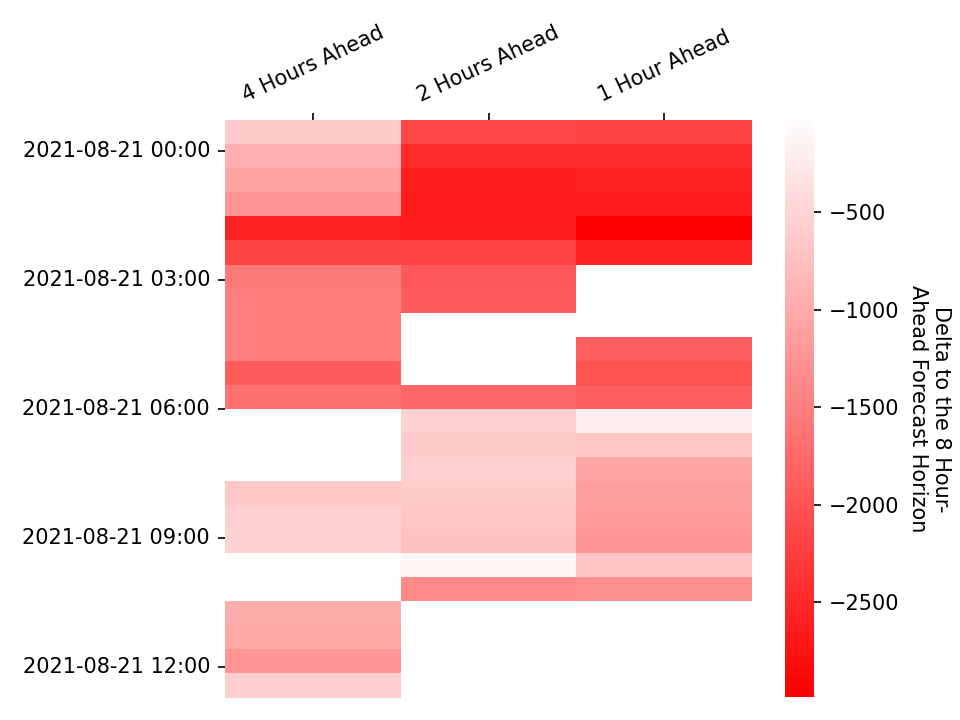 4 Hours Ahead
2 Hours Ahead
1 Hour Ahead
2021-08-21 00:00
2021-08-21 03:00
2021-08-21 06:00
2021-08-21 09:00
2021-08-21 12:00
−500
−1000
−1500
−2000
−2500
Delta to the 8 Hour-
Ahead Forecast Horizon